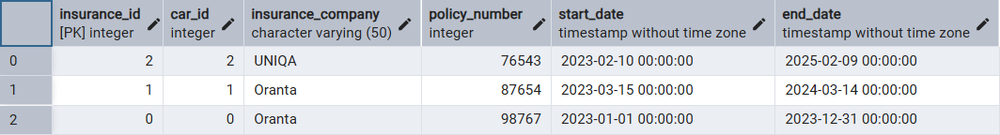 insurance_id car_id insurance_company policy_number start_date end_date
[PK] integer integer character varying (50) integer timestamp without time zone timestamp without time zone
0 2 2 UNIQA 76543 2023-02-10 00:00:00 2025-02-09 00:00:00
1 1 1 Oranta 87654 2023-03-15 00:00:00 2024-03-14 00:00:00
2 0 0 Oranta 98767 2023-01-01 00:00:00 2023-12-31 00:00:00